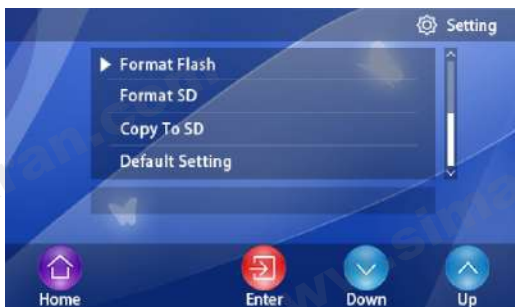 Setting
Format Flash
Format SD
Copy To SD
Default Setting
Home
Enter
Down
Up